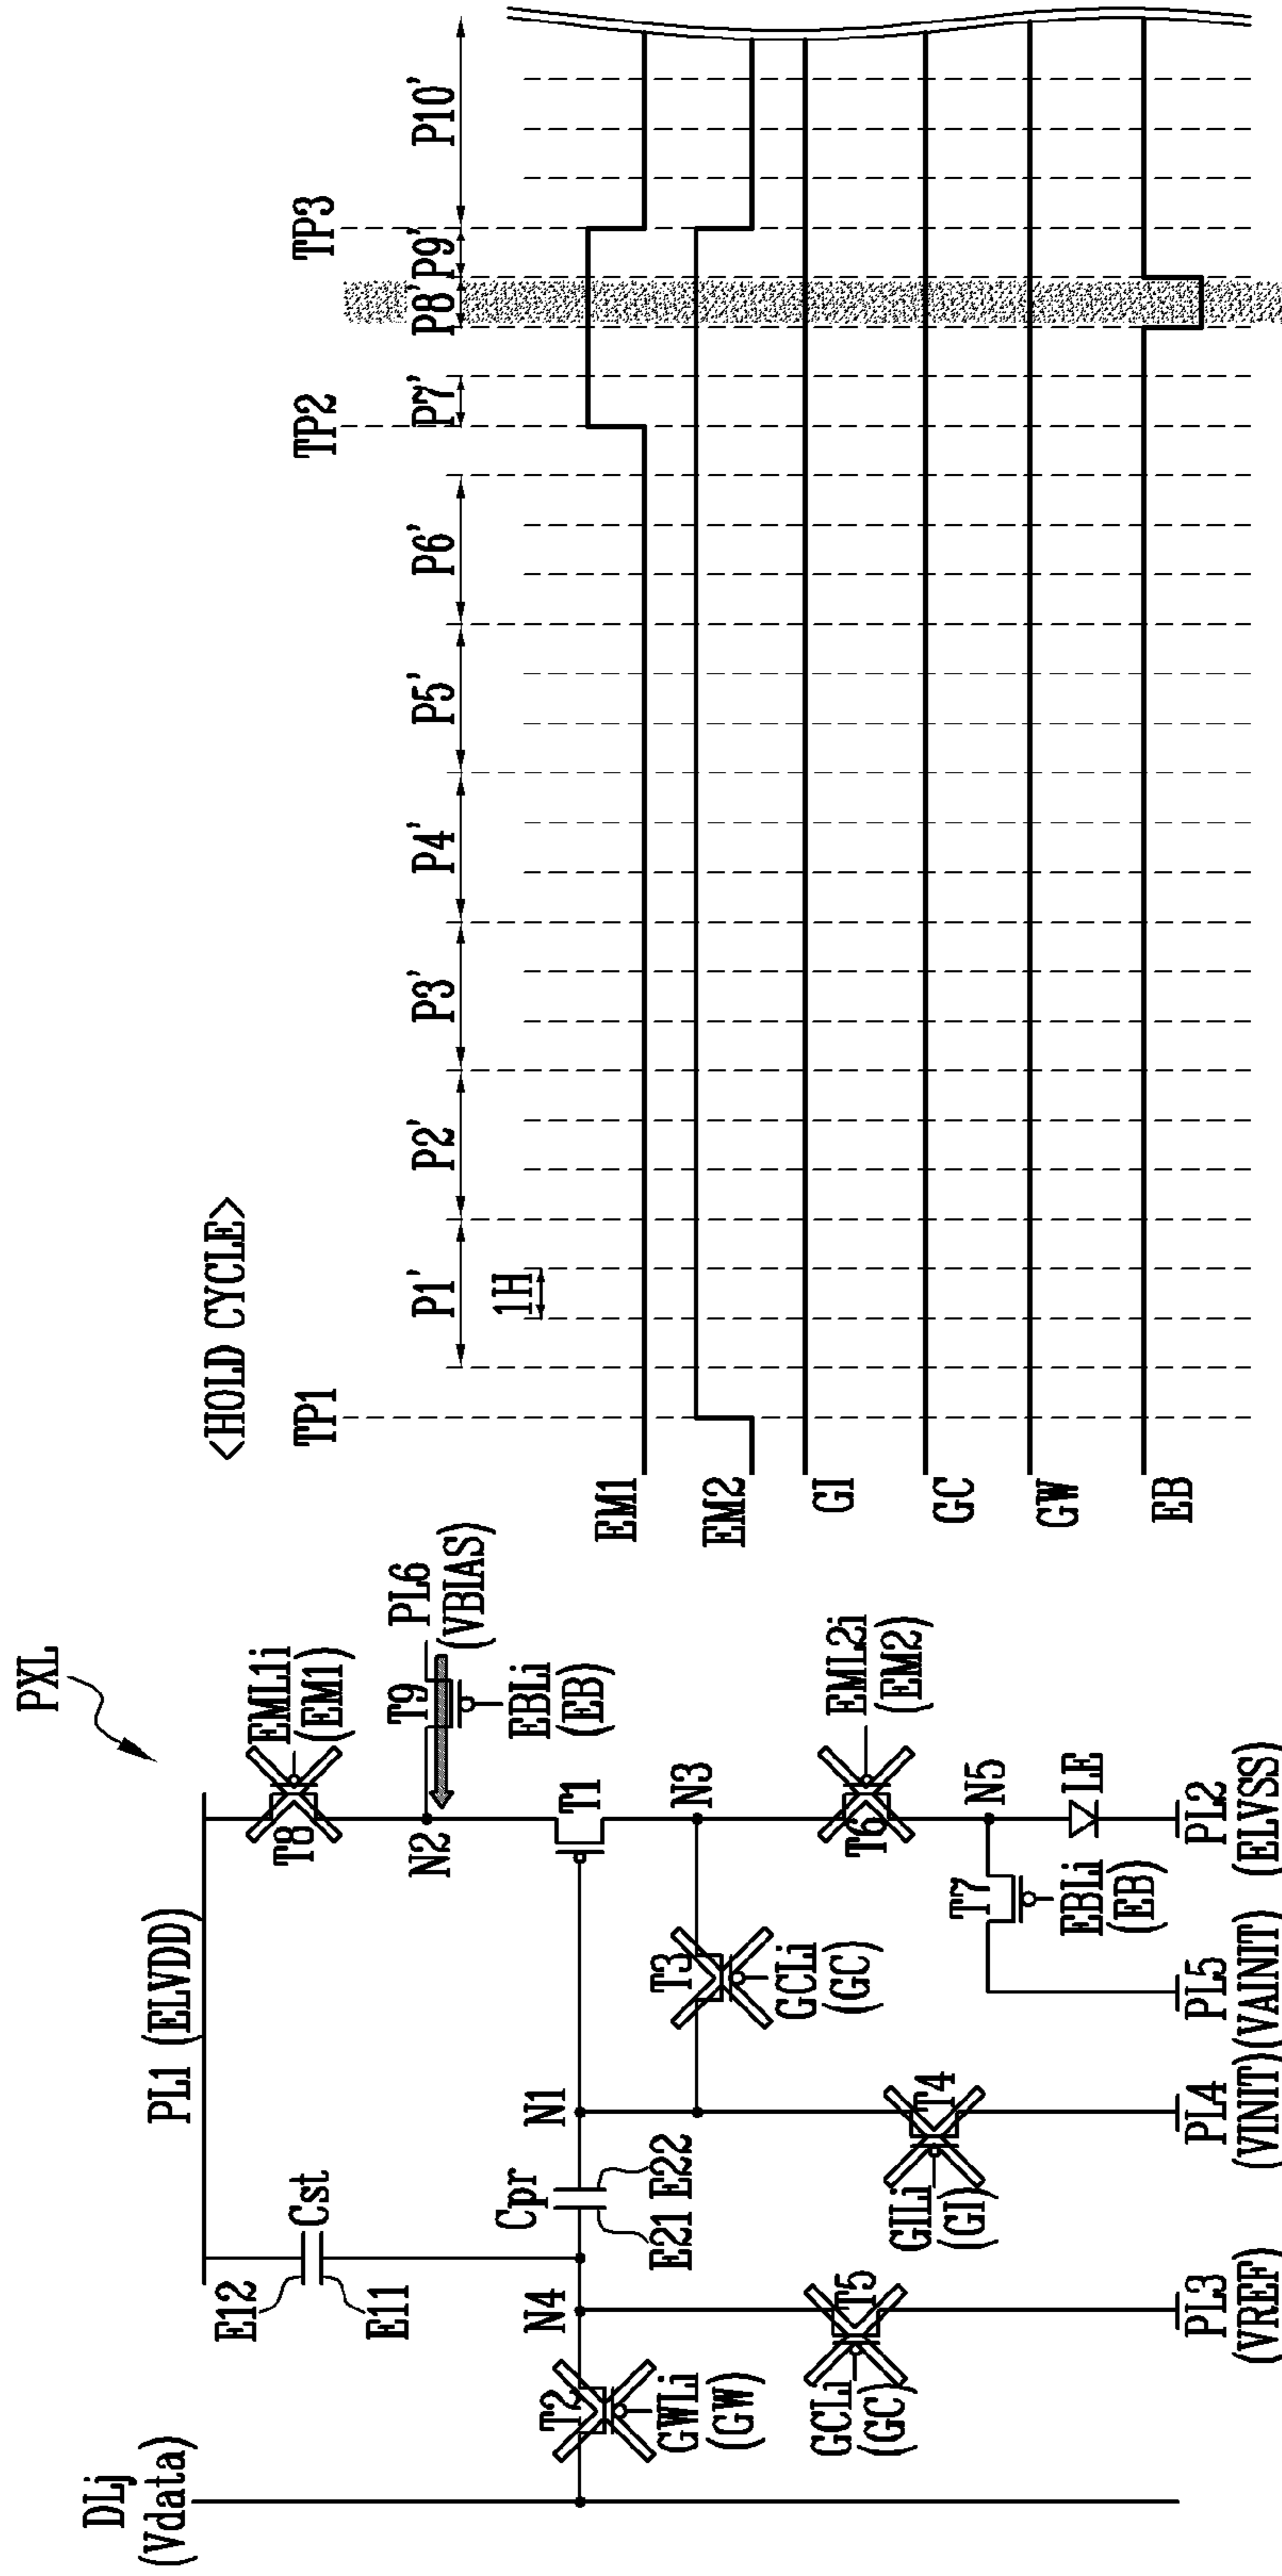 PXL
DLj
(Vdata)
PL1 (ELVDD)
E12
E11
Cst
T8
EML1i
(EM1)
N2
T9
PL6
(VBIAS)
EBLi
(EB)
T1
N4
Cpr
N1
E21
E22
T2
GWLi
(GW)
T3
GCLi
(GC)
N3
T5
GCLi
(GC)
T4
GILi
(GI)
T6
EML2i
(EM2)
N5
T7
EBLi
(EB)
LE
PL3
(VREF)
PL4
(VINIT)
PL5
(VAINIT)
PL2
(ELVSS)
<HOLD CYCLE>
TP1
TP2
TP3
P1'
P2'
P3'
P4'
P5'
P6'
P7'
P8'
P9'
P10'
1H
EM1
EM2
GI
GC
GW
EB